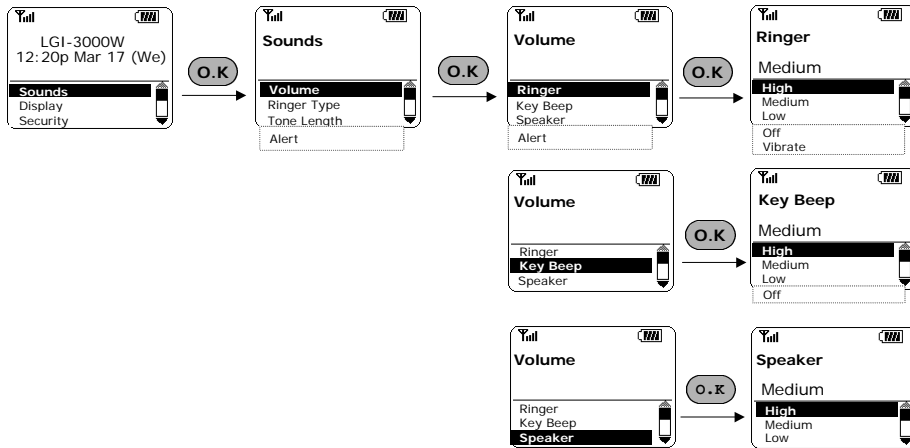 LGI-3000W
12:20p Mar 17 (We)
Sounds
Display
Security
O.K
Sounds
Volume
Ringer Type
Tone Length
Alert
O.K
Volume
Ringer
Key Beep
Speaker
Alert
O.K
Ringer
Medium
High
Medium
Low
Off
Vibrate
Volume
Ringer
Key Beep
Speaker
O.K
Key Beep
Medium
High
Medium
Low
Off
Volume
Ringer
Key Beep
Speaker
O.K
Speaker
Medium
High
Medium
Low